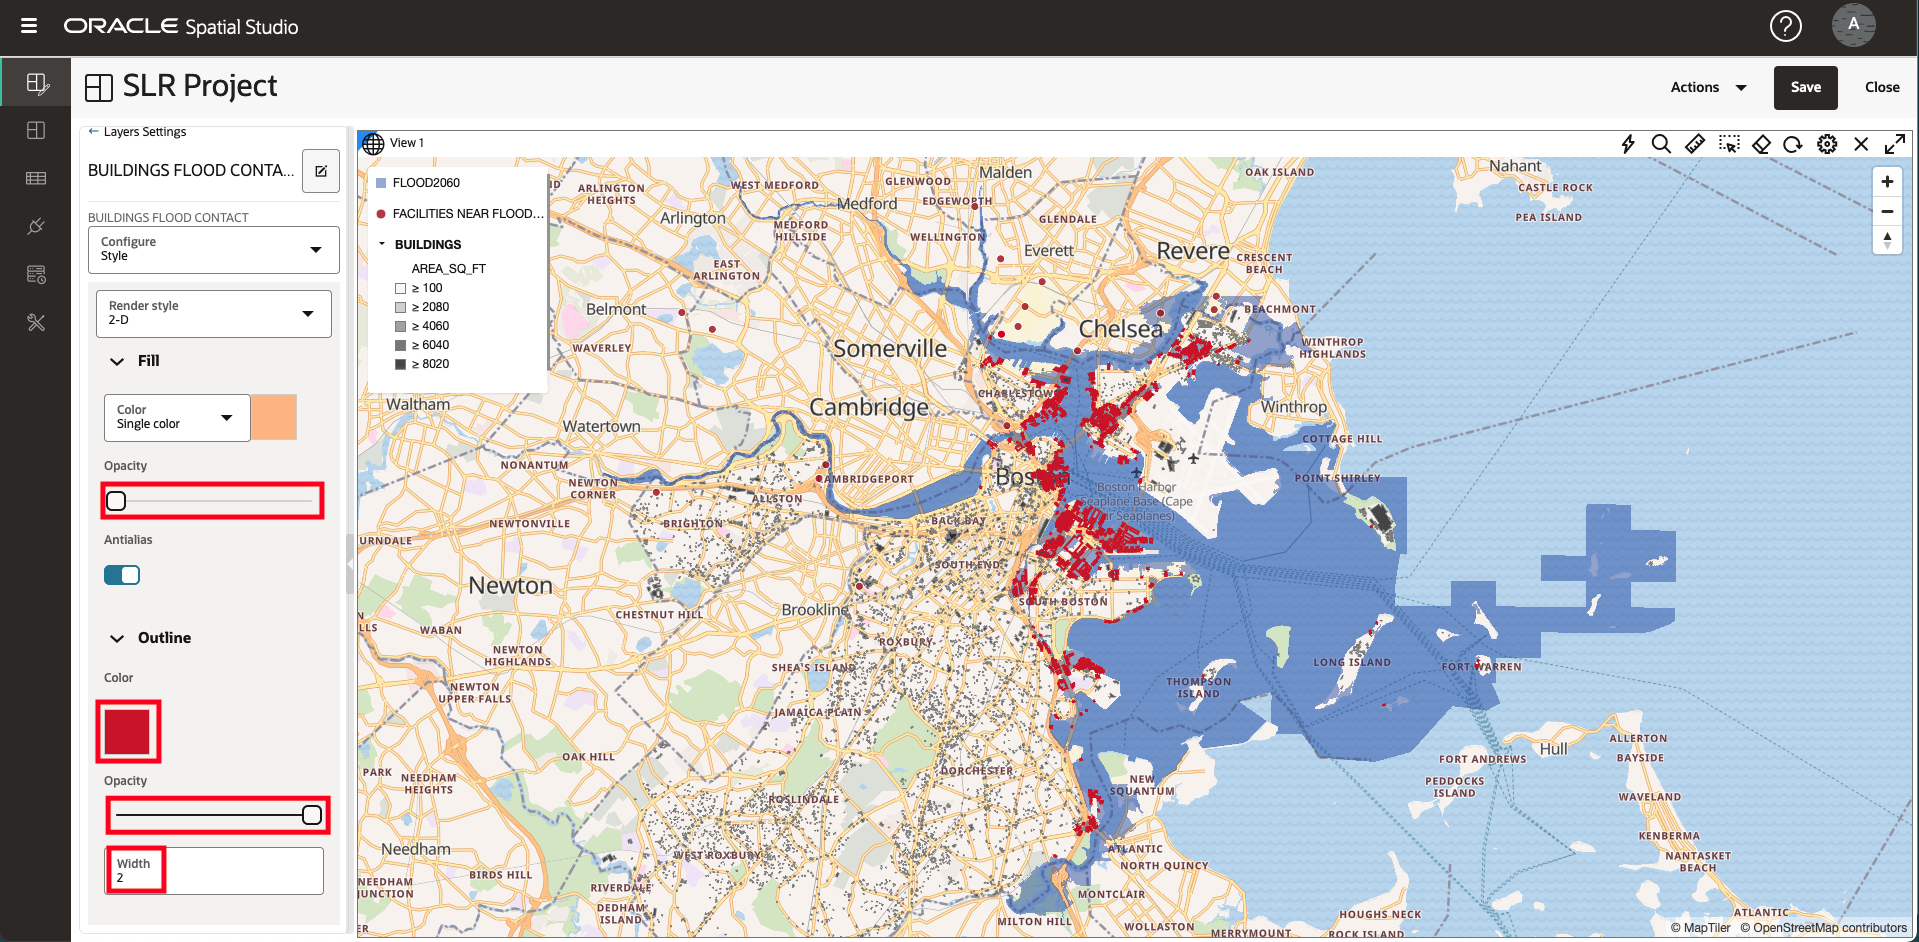 ORACLE Spatial Studio
A
SLR Project
Actions
Save
Close
← Layers Settings
BUILDINGS FLOOD CONTA...
BUILDINGS FLOOD CONTACT
Configure
Style
Render style
2-D
Fill
Color
Single color
Opacity
Antialias
Outline
Color
Opacity
Width
2
View 1
FLOOD2060
FACILITIES NEAR FLOOD...
BUILDINGS
AREA_SQ_FT
≥ 100
≥ 2080
≥ 4060
≥ 6040
≥ 8020
ARLINGTON
HEIGHTS
WEST MEDFORD
GLENWOOD
Malden
OAK ISLAND
Nahant
CASTLE ROCK
PEA ISLAND
Arlington
Medford
EDGEWORTH
GLENDALE
MEDFORD
HILLSIDE
WELLINGTON
Everett
Revere
CRESCENT
BEACH
EAST
ARLINGTON
Belmont
BEACHMONT
Chelsea
WAVERLEY
Somerville
WINTHROP
HIGHLANDS
CHARLESTOWN
Waltham
Cambridge
Winthrop
Watertown
COTTAGE HILL
NONANTUM
NEWTON
CORNER
CAMBRIDGEPORT
Boston
POINT SHIRLEY
ALLSTON
Boston Harbor
Seaplane Base (Cape
Air Seaplanes)
NEWTONVILLE
BRIGHTON
BACK BAY
URNDALE
SOUTH END
Newton
CHESTNUT HILL
Brookline
SOUTH BOSTON
LLS
WABAN
ROXBURY
NEWTON
HIGHLANDS
SHEA'S ISLAND
LONG ISLAND
FORT WARREN
NEWTON
UPPER FALLS
THOMPSON
ISLAND
JAMAICA PLAIN
OAK HILL
Hull
ALLERTON
BAYSIDE
FORT ANDREWS
PARK
NEEDHAM
HEIGHTS
DORCHESTER
NEW
SQUANTUM
PEDDOCKS
ISLAND
ROSLINDALE
WAVELAND
KENBERMA
Needham
WEST ROXBURY
ATLANTIC
NORTH QUINCY
NANTASKET
BEACH
BIRDS HILL
NEEDHAM
JUNCTION
RIVERDALE
MONTCLAIR
DEDHAM
ISLAND
MILTON HILL
WOLLASTON
HOUGHS NECK
ATLANTIC
ER
MERRYMOUNT
ROCK ISLAND
© MapTiler © OpenStreetMap contributors